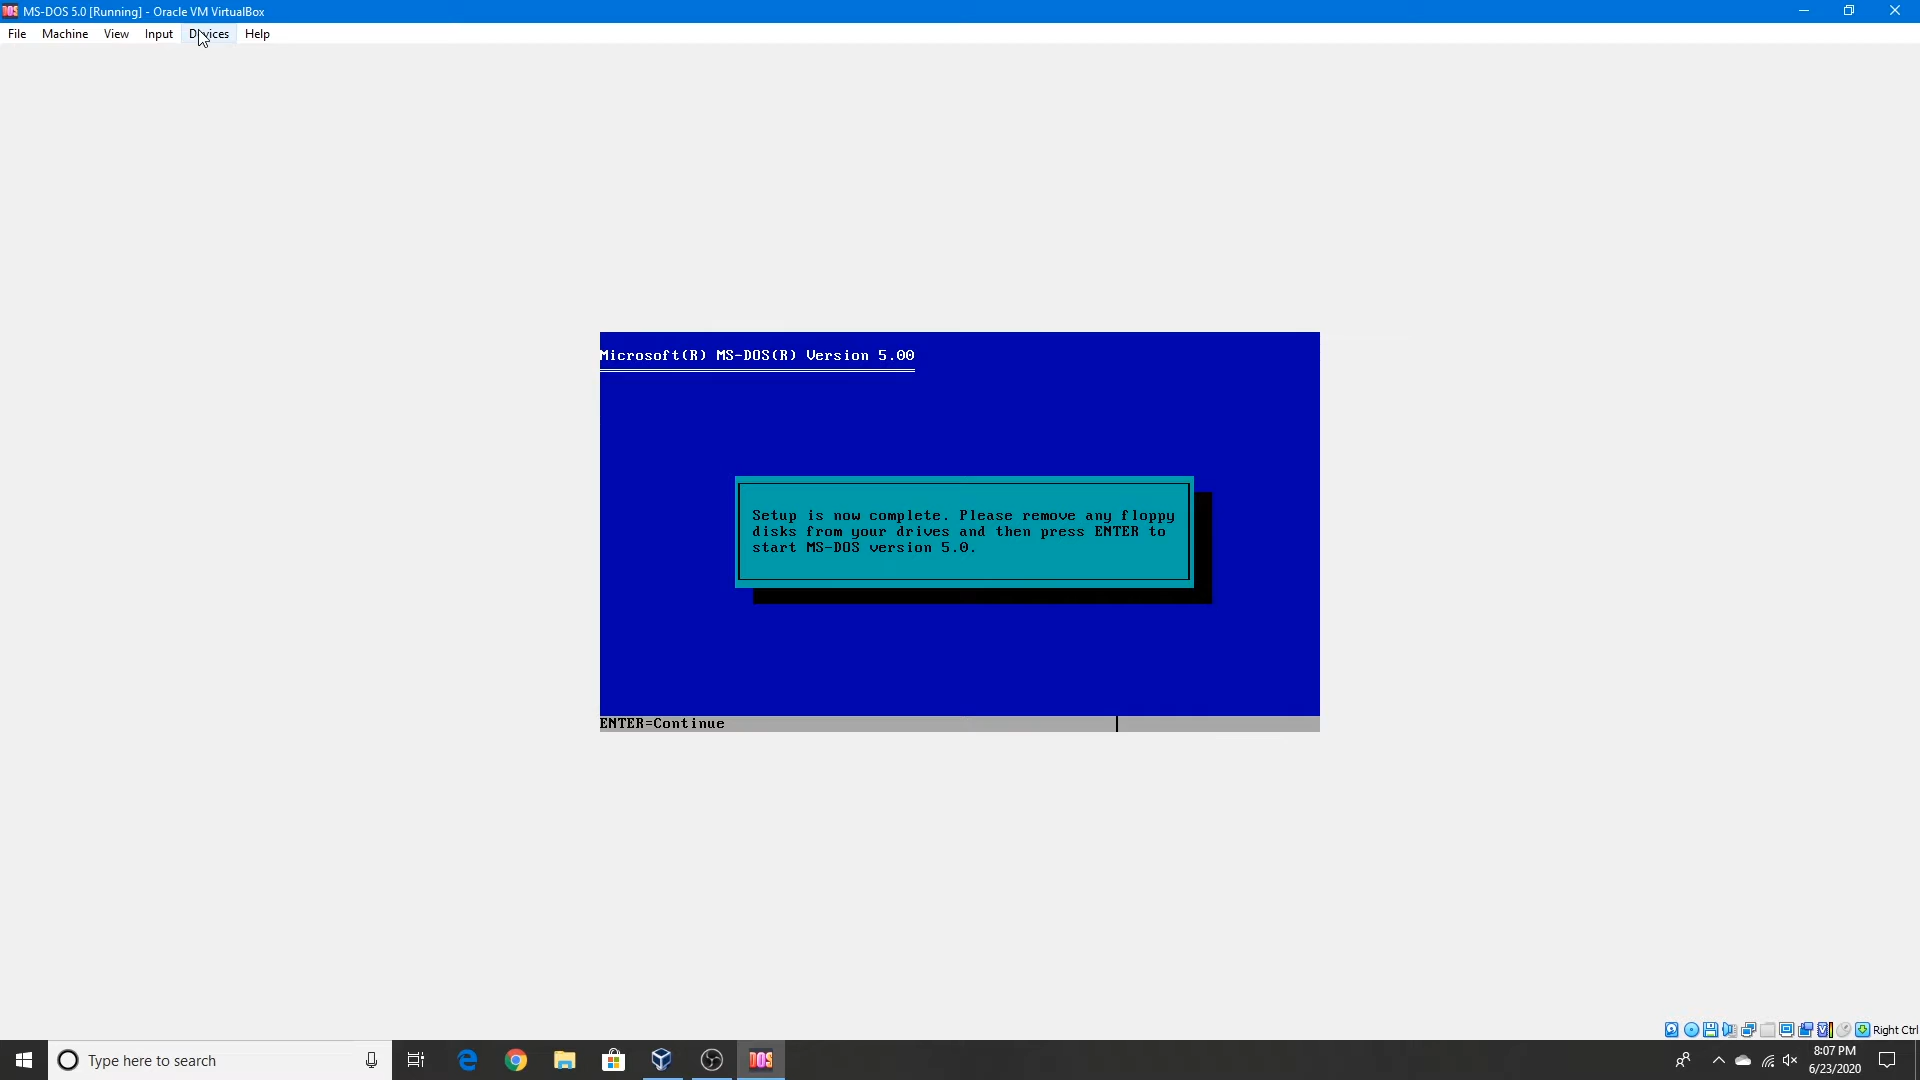 MS-DOS 5.0 [Running] - Oracle VM VirtualBox
File Machine View Input Devices Help
Microsoft(R) MS-DOS(R) Version 5.00
Setup is now complete. Please remove any floppy
disks from your drives and then press ENTER to
start MS-DOS version 5.0.
ENTER=Continue
Right Ctrl
Type here to search
DOS
8:07 PM
6/23/2020